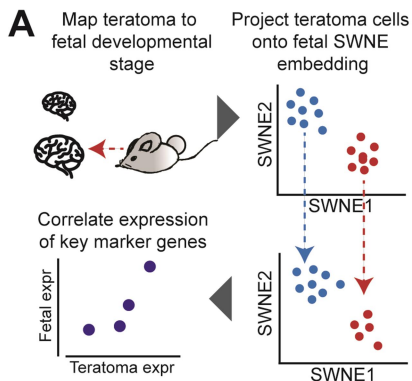 A
Map teratoma to
fetal developmental
stage
Project teratoma cells
onto fetal SWNE
embedding
SWNE2
SWNE1
Correlate expression
of key marker genes
Fetal expr
Teratoma expr
SWNE2
SWNE1